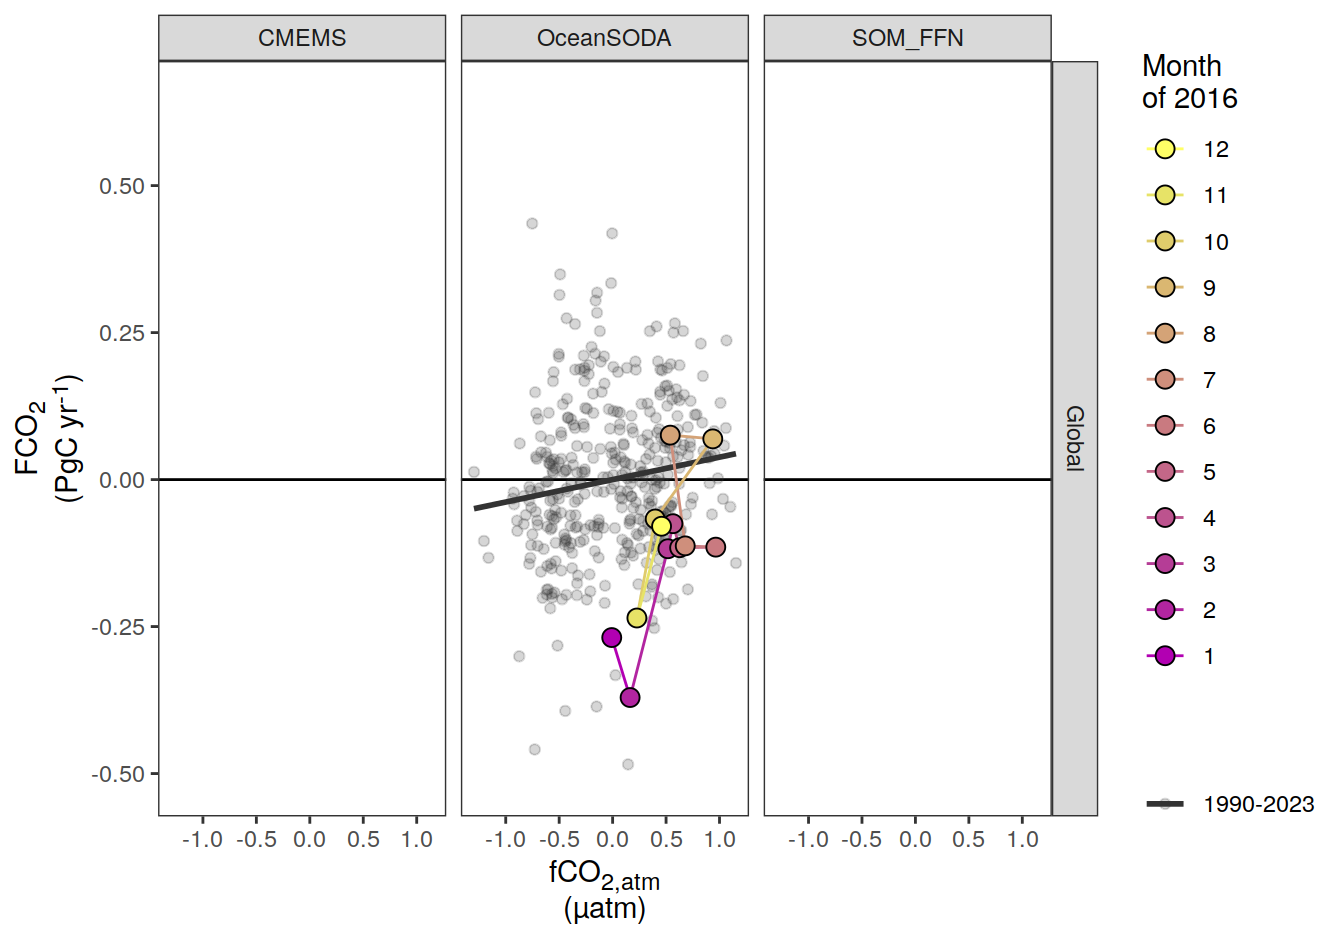 CMEMS
OceanSODA
SOM_FFN
Global
FCO2
(PgC yr-1)
0.50
0.25
0.00
-0.25
-0.50
-1.0 -0.5 0.0 0.5 1.0
-1.0 -0.5 0.0 0.5 1.0
-1.0 -0.5 0.0 0.5 1.0
fCO2,atm
(µatm)
Month
of 2016
12
11
10
9
8
7
6
5
4
3
2
1
1990-2023